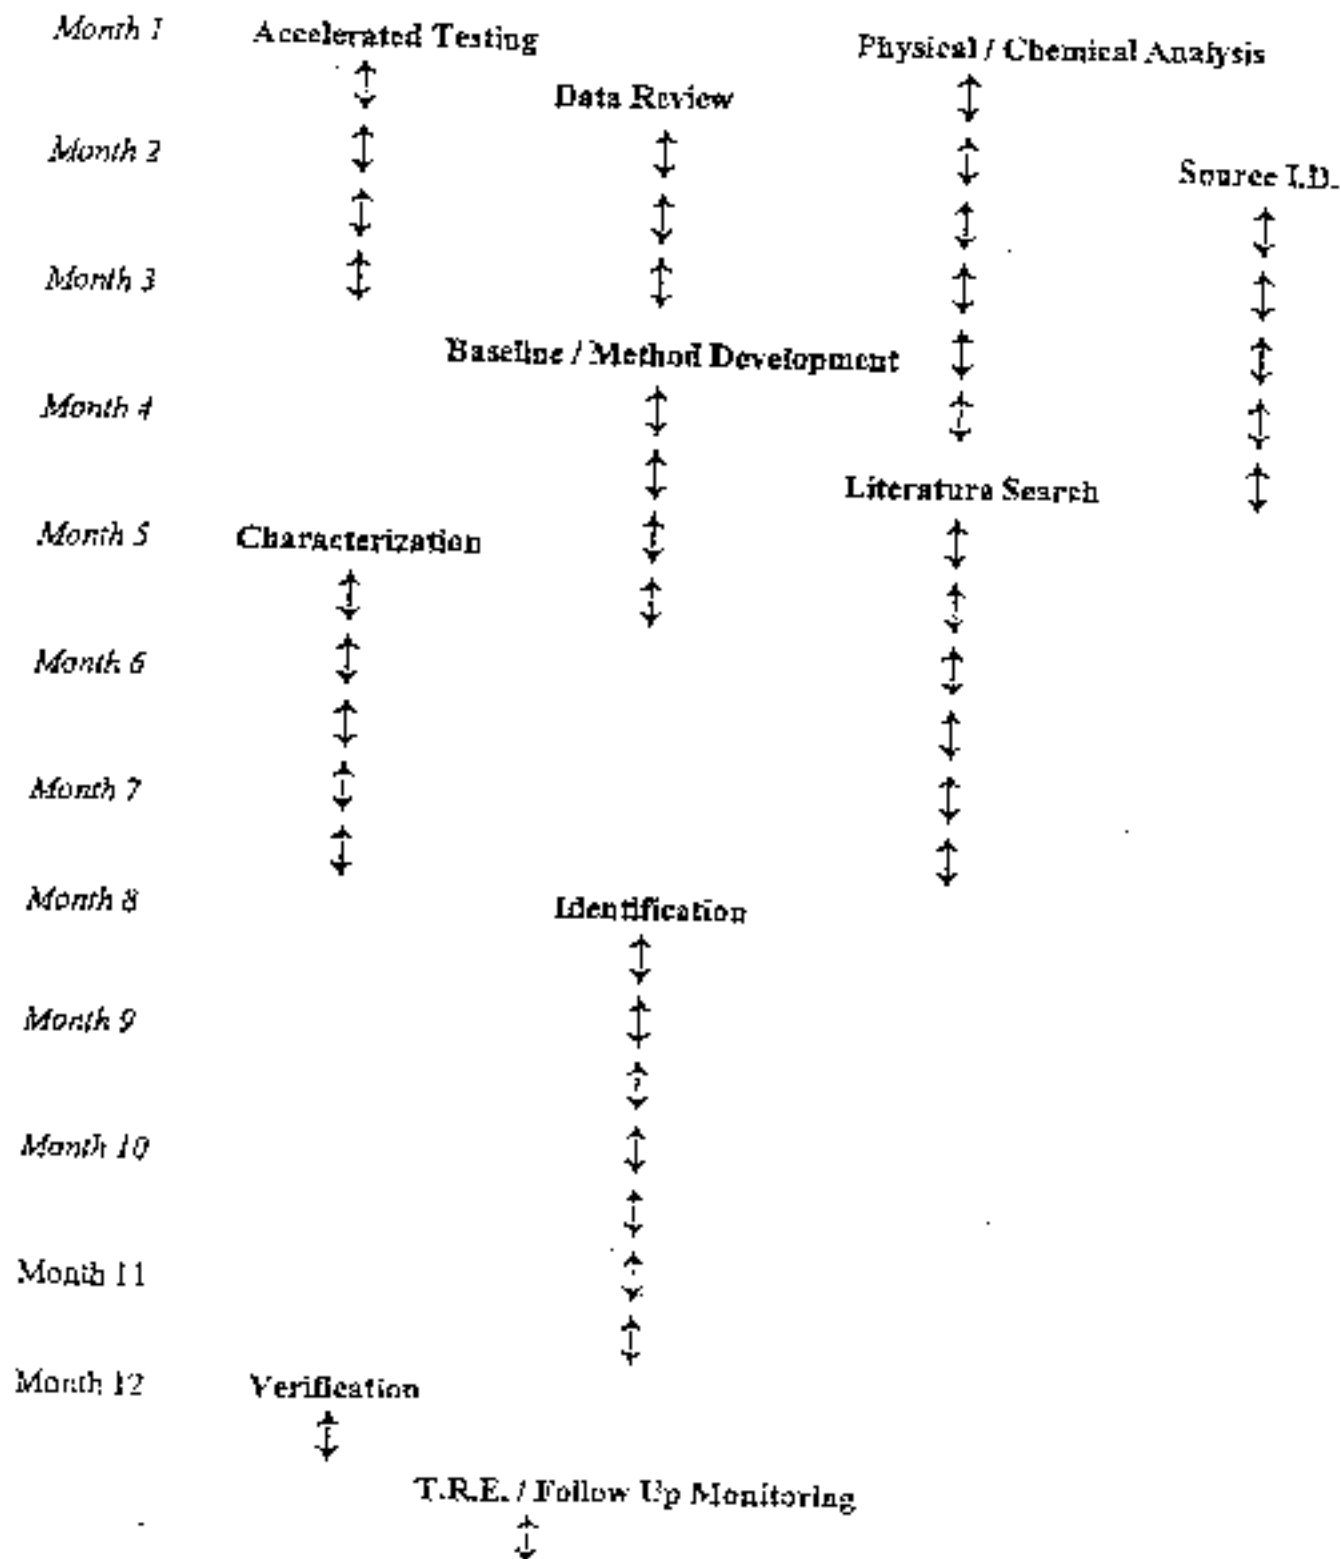 Month 1 Accelerated Testing Physical / Chemical Analysis
Data Review
Month 2 Source I.D.
Month 3
Baseline / Method Development
Month 4
Literature Search
Month 5 Characterization
Month 6
Month 7
Month 8 Identification
Month 9
Month 10
Month 11
Month 12 Verification
T.R.E. / Follow Up Monitoring